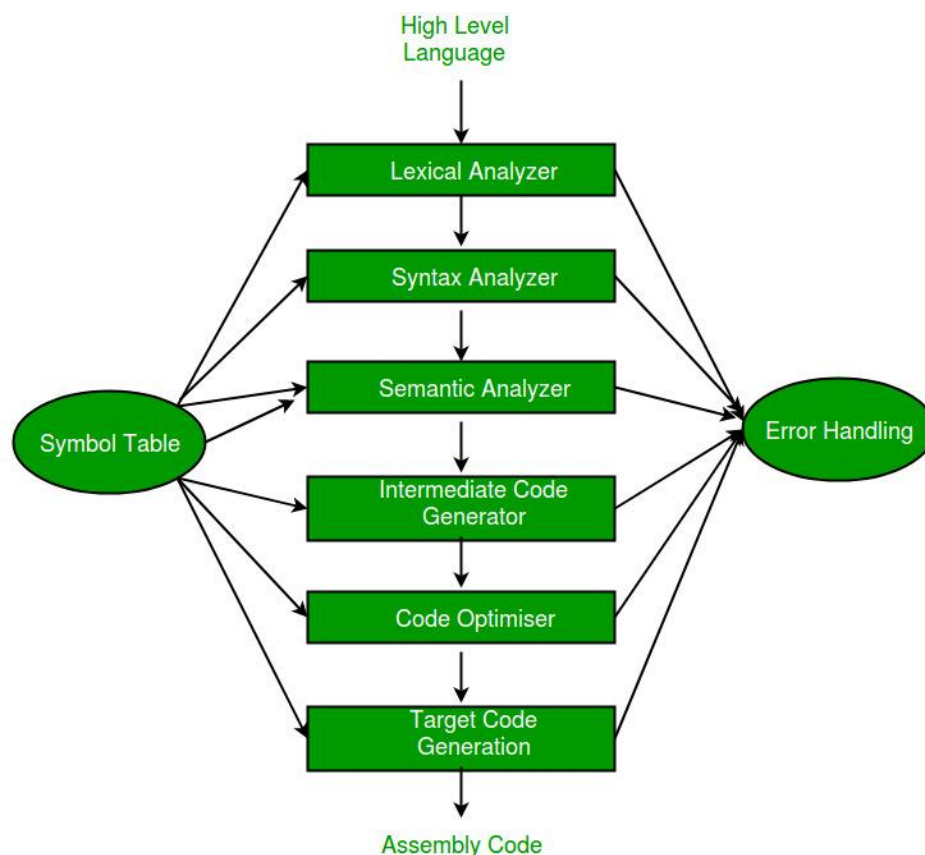 High Level
Language
Lexical Analyzer
Syntax Analyzer
Semantic Analyzer
Symbol Table
Error Handling
Intermediate Code
Generator
Code Optimiser
Target Code
Generation
Assembly Code